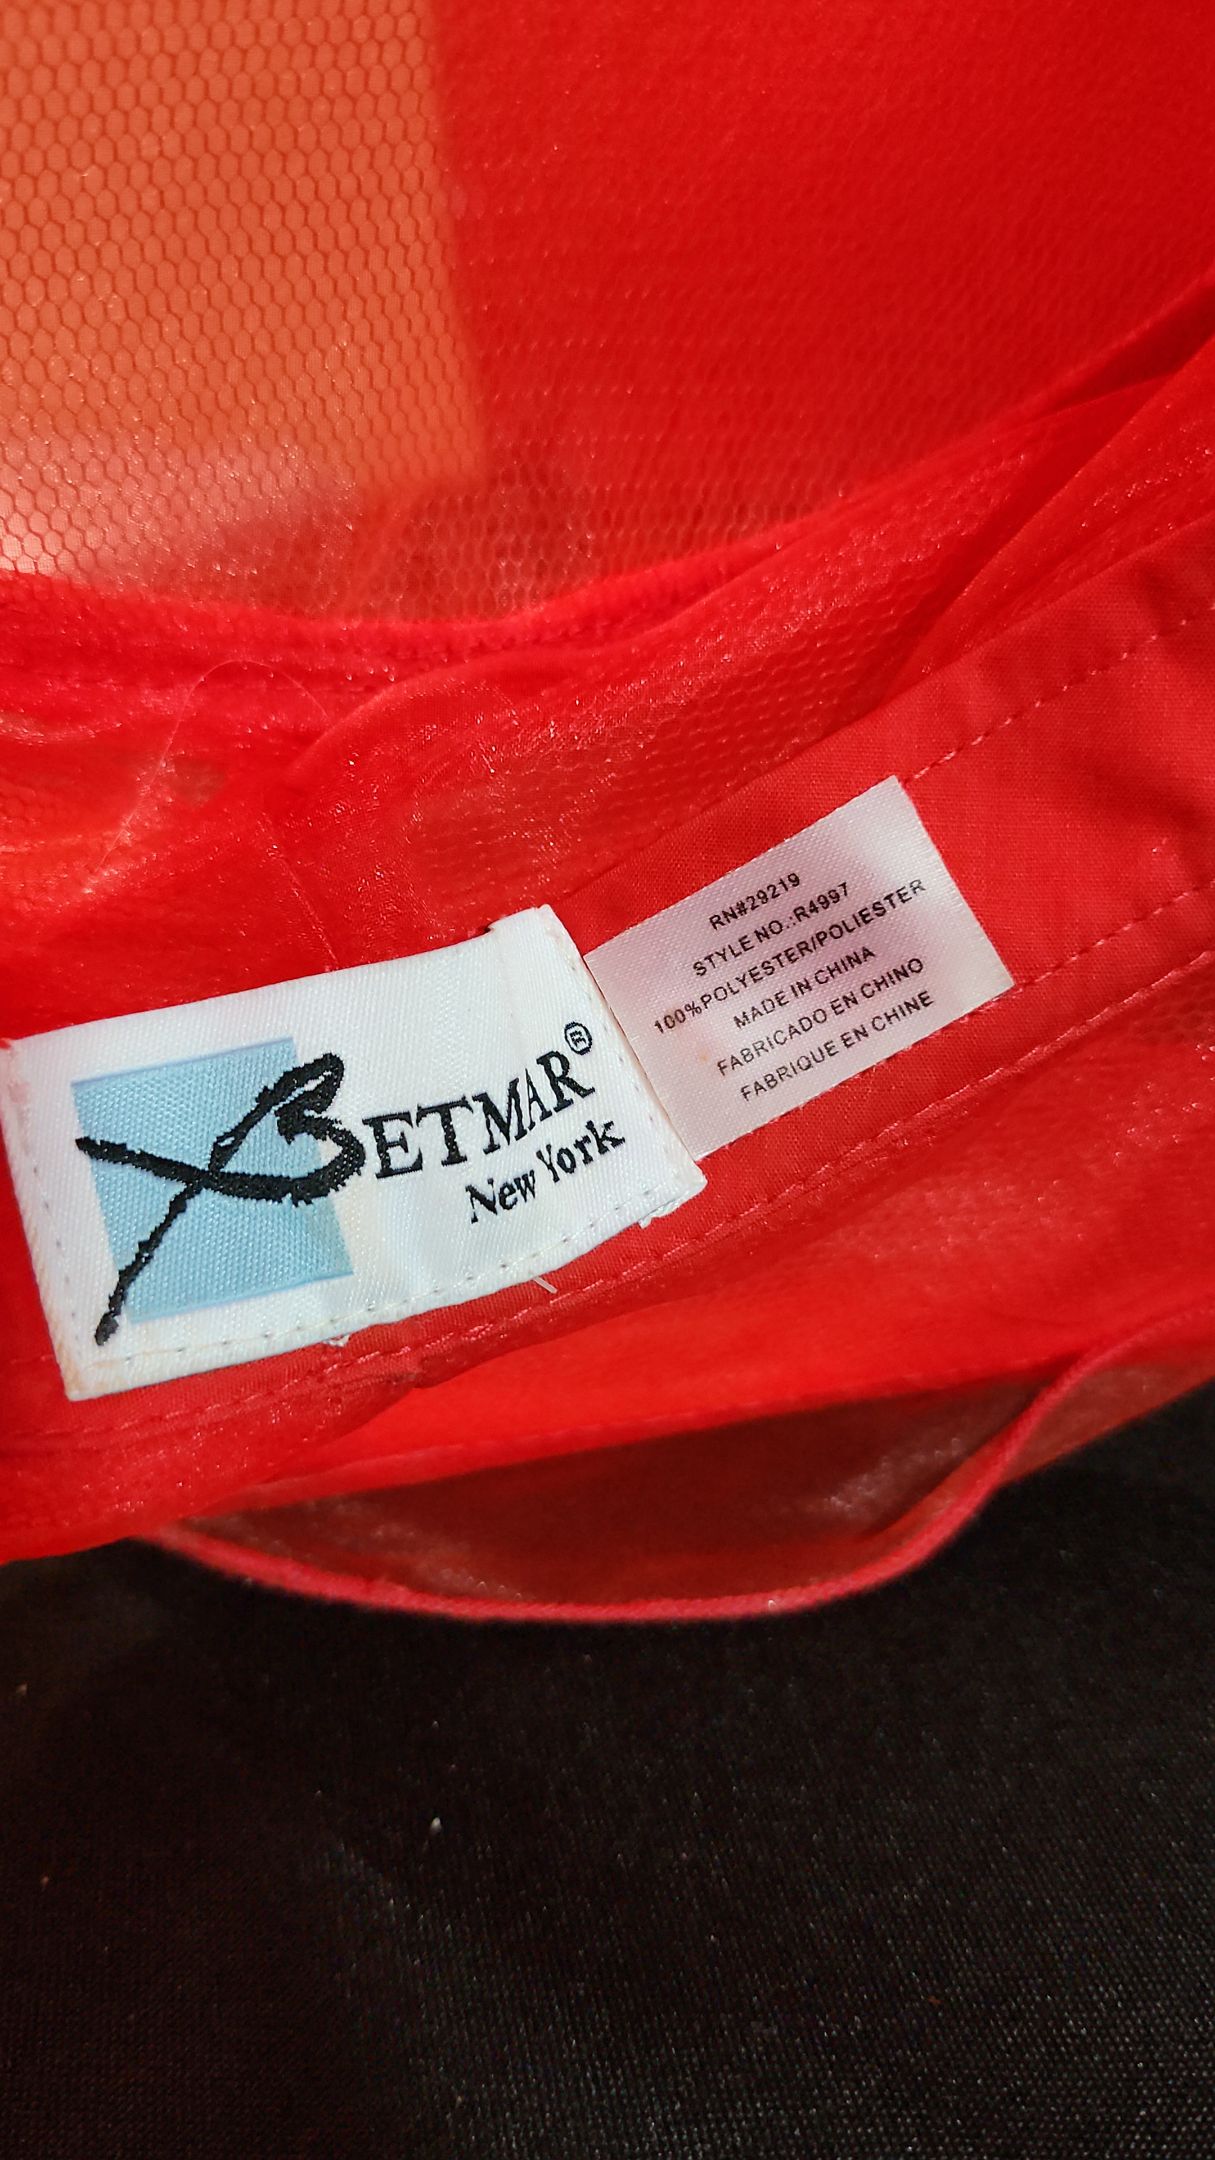 BETMAR®
New York
RN#29219
STYLE NO.:R4997
100%POLYESTER/POLIESTER
MADE IN CHINA
FABRICADO EN CHINO
FABRIQUE EN CHINE